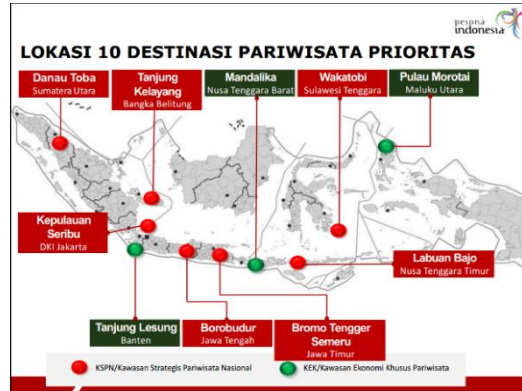 pesona
indonesia
LOKASI 10 DESTINASI PARIWISATA PRIORITAS
Danau Toba
Sumatera Utara
Tanjung
Kelayang
Bangka Belitung
Mandalika
Nusa Tenggara Barat
Wakatobi
Sulawesi Tenggara
Pulau Morotai
Maluku Utara
Kepulauan
Seribu
DKI Jakarta
Labuan Bajo
Nusa Tenggara Timur
Tanjung Lesung
Banten
Borobudur
Jawa Tengah
Bromo Tengger
Semeru
Jawa Timur
KSPN/Kawasan Strategis Pariwisata Nasional
KEK/Kawasan Ekonomi Khusus Pariwisata